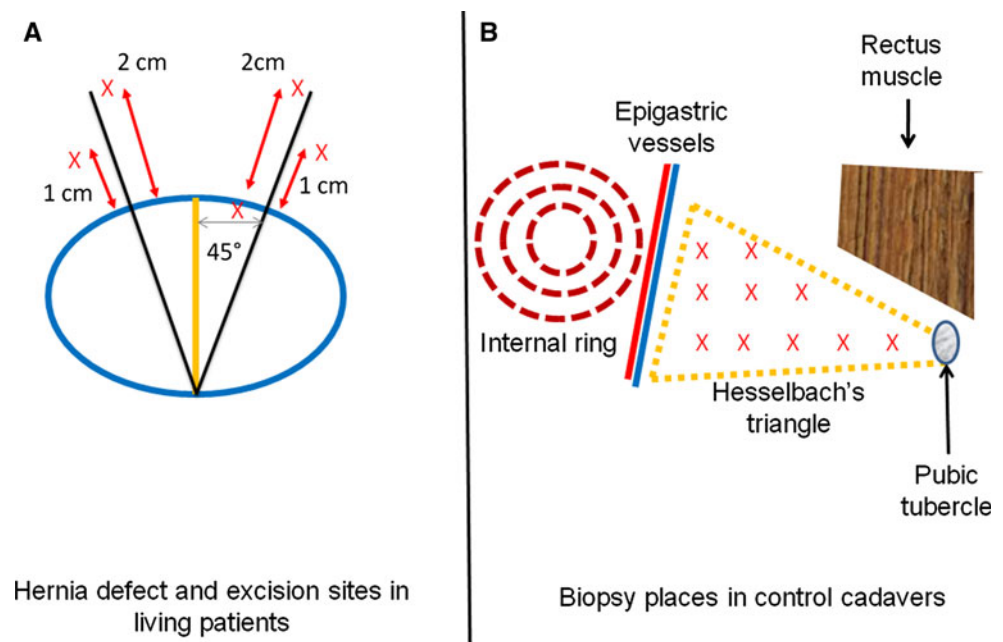 A
2 cm
2cm
X
X
X
X
1 cm
1 cm
X
45°
Hernia defect and excision sites in
living patients
B
Rectus
muscle
Epigastric
vessels
X X
X X X
X X X X X
Internal ring
Hesselbach's
triangle
Pubic
tubercle
Biopsy places in control cadavers